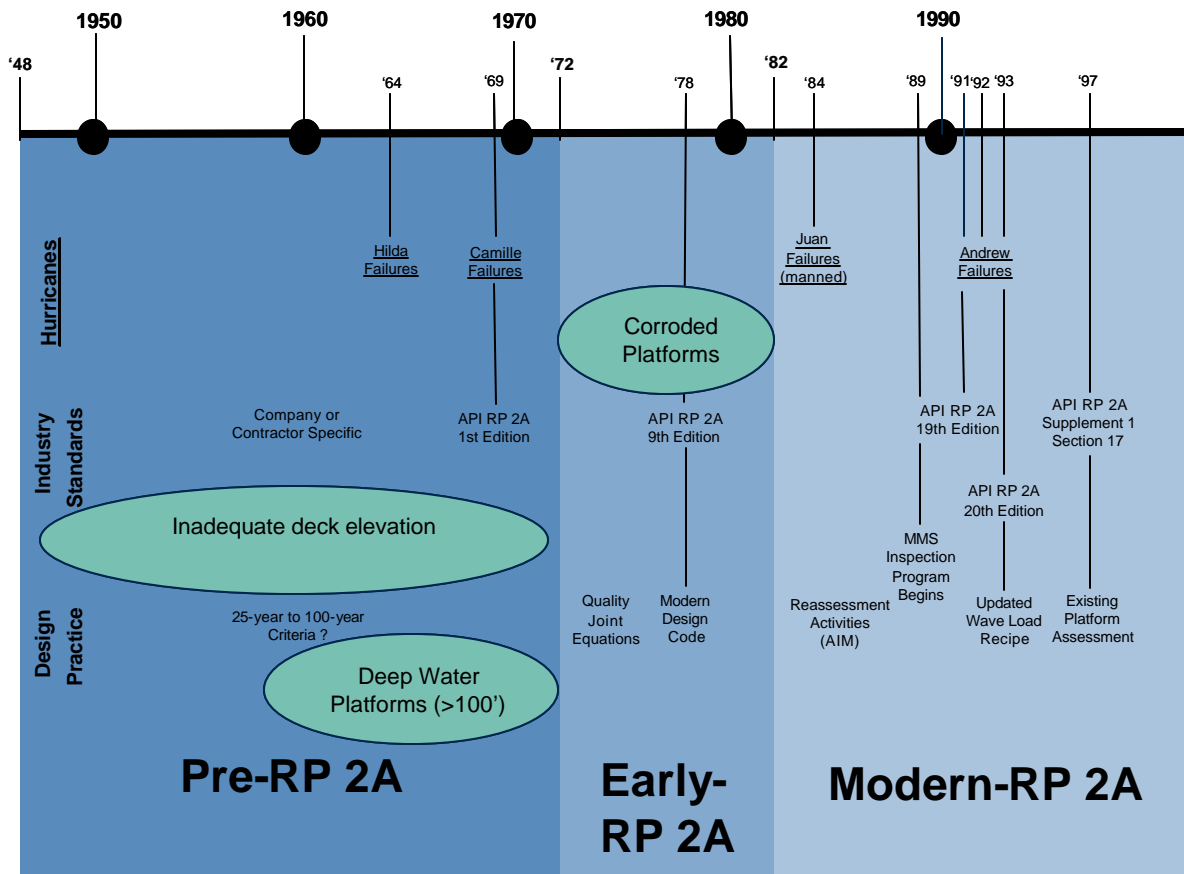 1950
1960
1970
1980
1990
‘48
‘64
‘69
‘72
‘78
‘82
‘84
‘89
‘91
‘92
‘93
‘97
Hurricanes
Hilda
Failures
Camille
Failures
Juan
Failures
(manned)
Andrew
Failures
Corroded
Platforms
Industry
Standards
Company or
Contractor Specific
API RP 2A
1st Edition
API RP 2A
9th Edition
API RP 2A
19th Edition
API RP 2A
Supplement 1
Section 17
API RP 2A
20th Edition
Inadequate deck elevation
MMS
Inspection
Program
Begins
Design
Practice
25-year to 100-year
Criteria ?
Quality
Joint
Equations
Modern
Design
Code
Reassessment
Activities
(AIM)
Updated
Wave Load
Recipe
Existing
Platform
Assessment
Deep Water
Platforms (>100’)
Pre-RP 2A
Early-
RP 2A
Modern-RP 2A